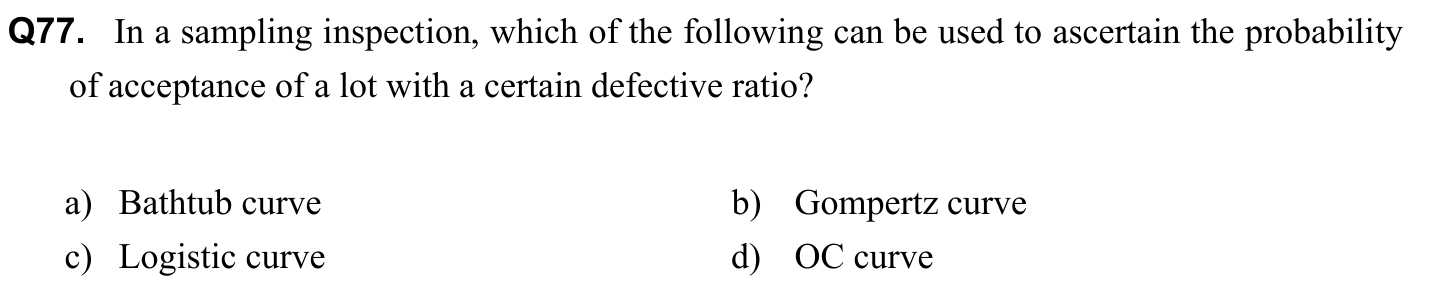 Q77. In a sampling inspection, which of the following can be used to ascertain the probability
of acceptance of a lot with a certain defective ratio?
a) Bathtub curve b) Gompertz curve
c) Logistic curve d) OC curve